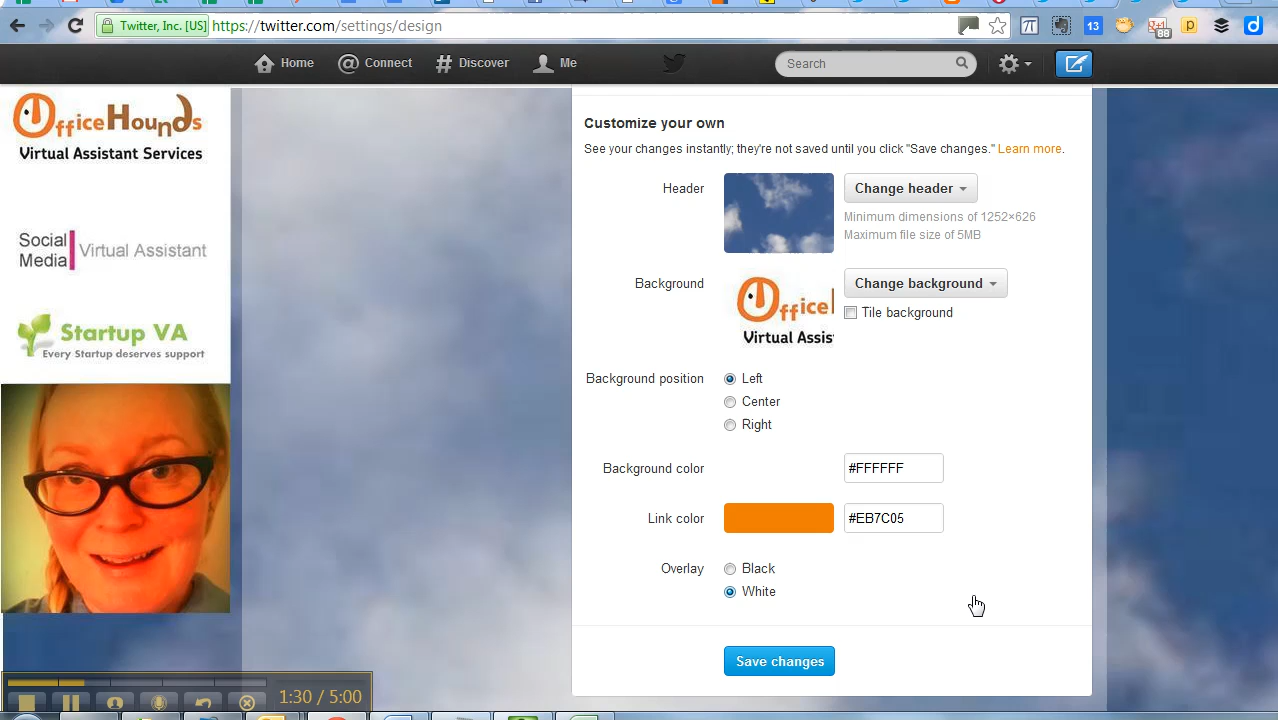 Twitter, Inc. [US] https://twitter.com/settings/design
13
88
Home
Connect
Discover
Me
Search
OfficeHounds
Virtual Assistant Services
Social
Media
Virtual Assistant
Startup VA
Every Startup deserves support
Customize your own
See your changes instantly; they're not saved until you click "Save changes." Learn more.
Header
Change header
Minimum dimensions of 1252×626
Maximum file size of 5MB
Background
Office
Virtual Assis
Change background
Tile background
Background position
Left
Center
Right
Background color
#FFFFFF
Link color
#EB7C05
Overlay
Black
White
Save changes
1:30 / 5:00